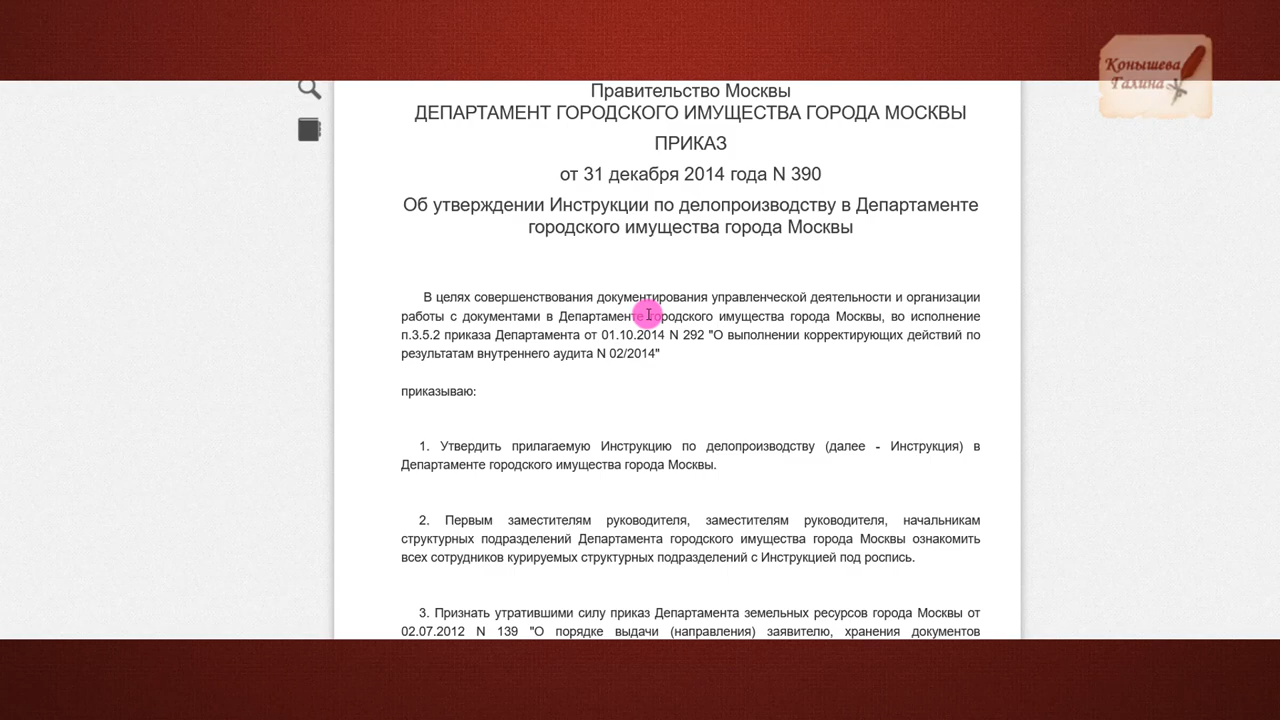 Конышева
Галина
Правительство Москвы
ДЕПАРТАМЕНТ ГОРОДСКОГО ИМУЩЕСТВА ГОРОДА МОСКВЫ
ПРИКАЗ
от 31 декабря 2014 года N 390
Об утверждении Инструкции по делопроизводству в Департаменте
городского имущества города Москвы
В целях совершенствования документирования управленческой деятельности и организации
работы с документами в Департаменте городского имущества города Москвы, во исполнение
п.3.5.2 приказа Департамента от 01.10.2014 N 292 "О выполнении корректирующих действий по
результатам внутреннего аудита N 02/2014"
приказываю:
1. Утвердить прилагаемую Инструкцию по делопроизводству (далее - Инструкция) в
Департаменте городского имущества города Москвы.
2. Первым заместителям руководителя, заместителям руководителя, начальникам
структурных подразделений Департамента городского имущества города Москвы ознакомить
всех сотрудников курируемых структурных подразделений с Инструкцией под роспись.
3. Признать утратившими силу приказ Департамента земельных ресурсов города Москвы от
02.07.2012 N 139 "О порядке выдачи (направления) заявителю, хранения документов